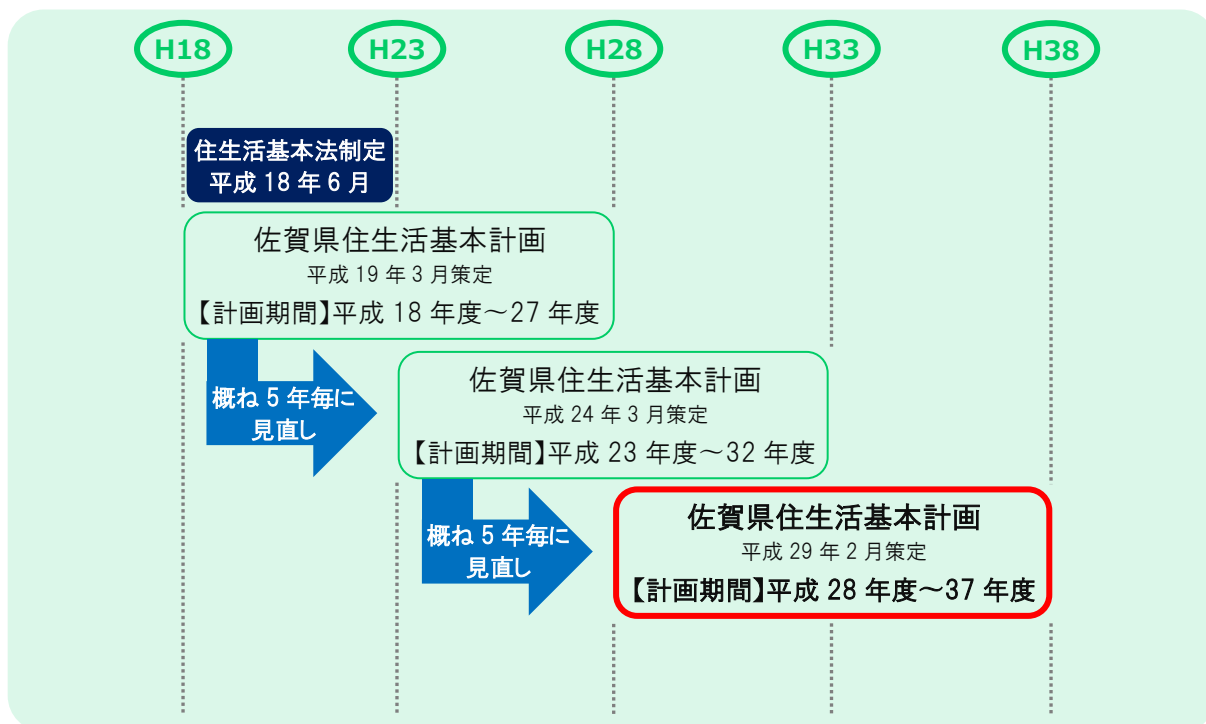 H18
H23
H28
H33
H38
住生活基本法制定
平成 18 年 6 月
佐賀県住生活基本計画
平成 19 年 3 月策定
【計画期間】平成 18 年度～27 年度
概ね 5 年毎に
見直し
佐賀県住生活基本計画
平成 24 年 3 月策定
【計画期間】平成 23 年度～32 年度
概ね 5 年毎に
見直し
佐賀県住生活基本計画
平成 29 年 2 月策定
【計画期間】平成 28 年度～37 年度